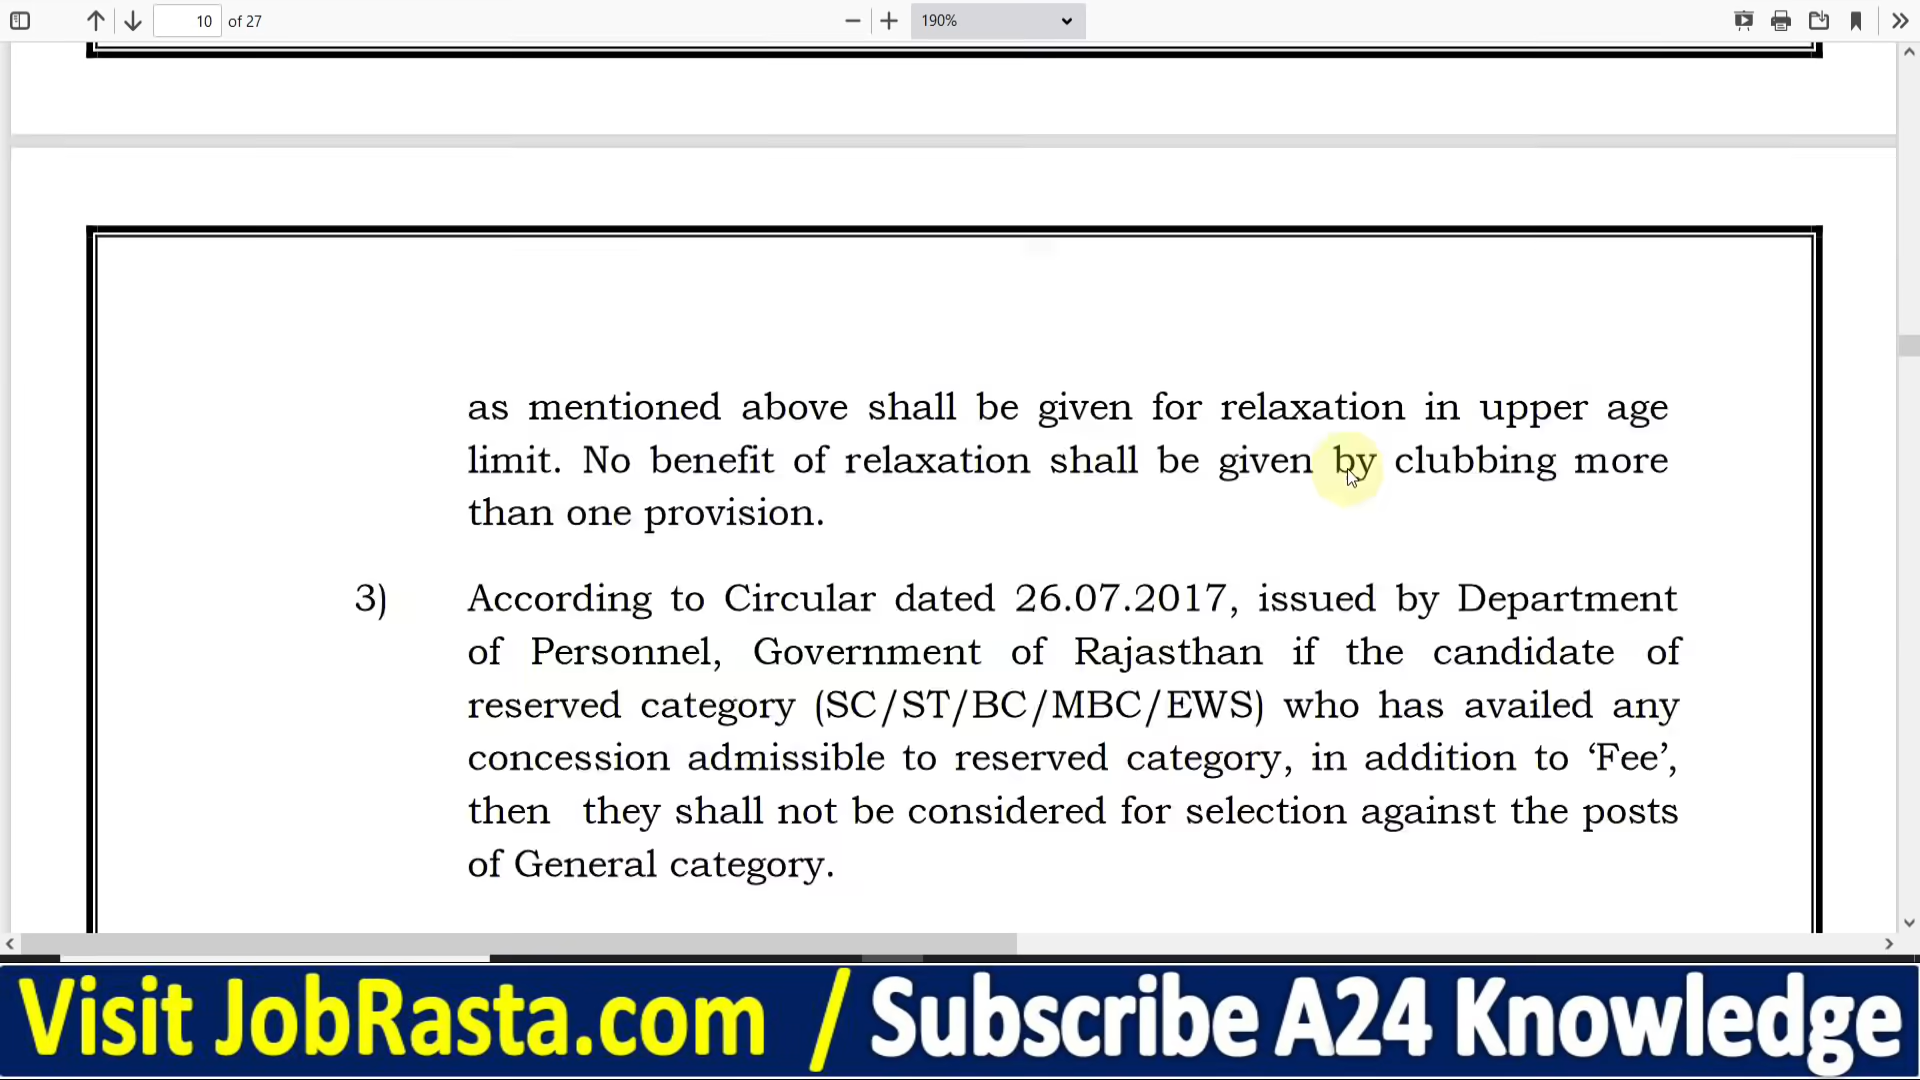 10 of 27 190%
as mentioned above shall be given for relaxation in upper age
limit. No benefit of relaxation shall be given by clubbing more
than one provision.
3) According to Circular dated 26.07.2017, issued by Department
of Personnel, Government of Rajasthan if the candidate of
reserved category (SC/ST/BC/MBC/EWS) who has availed any
concession admissible to reserved category, in addition to ‘Fee’,
then they shall not be considered for selection against the posts
of General category.
Visit JobRasta.com / Subscribe A24 Knowledge